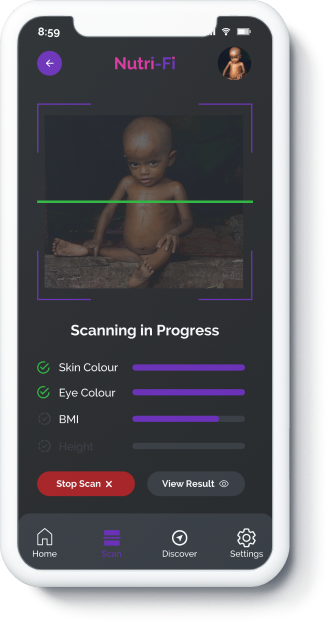 8:59
Nutri-Fi
Scanning in Progress
Skin Colour
Eye Colour
BMI
Height
Stop Scan X
View Result
Home
Scan
Discover
Settings